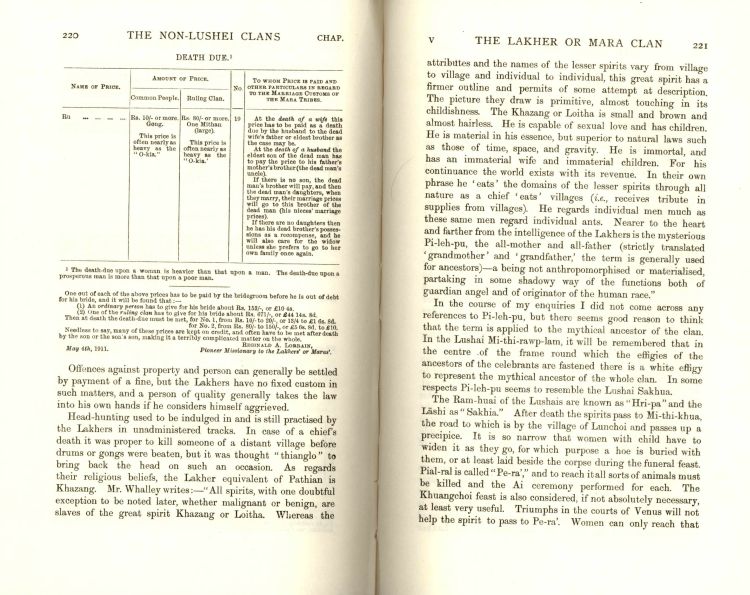 220 THE NON-LUSHEI CLANS CHAP.
DEATH DUE.¹
NAME OF PRICE.
AMOUNT OF PRICE.
Common People. Ruling Clan.
No.
TO WHOM PRICE IS PAID AND
OTHER PARTICULARS IN REGARD
TO THE MARRIAGE CUSTOMS OF
THE MARA TRIBES.
Ru ... ... ...
Rs. 10/- or more.
Gong.
This price is
often nearly as
heavy as the
"O-kia."
Rs. 80/- or more.
One Mithan
(large).
This price is
often nearly as
heavy as the
"O-kia."
19
At the death of a wife this
price has to be paid as a death
due by the husband to the dead
wife's father or eldest brother as
the case may be.
At the death of a husband the
eldest son of the dead man has
to pay the price to his father's
mother's brother (the dead man's
uncle).
If there is no son, the dead
man's brother will pay, and then
the dead man's daughters, when
they marry, their marriage prices
will go to this brother of the
dead man (his nieces' marriage
prices).
If there are no daughters then
he has his dead brother's posses-
sions as a recompense, and he
will also care for the widow
unless she prefers to go to her
own family once again.
¹ The death-due upon a woman is heavier than that upon a man. The death-due upon a
prosperous man is more than that upon a poor man.
One out of each of the above prices has to be paid by the bridegroom before he is out of debt
for his bride, and it will be found that :—
(1) An ordinary person has to give for his bride about Rs. 153/-, or £10 4s.
(2) One of the ruling clan has to give for his bride about Rs. 671/-, or £44 14s. 8d.
Then at death the death-due must be met, for No. 1, from Rs. 10/- to 20/-, or 13/4 to £1 6s. 8d.
for No. 2, from Rs. 80/- to 150/-, or £5 6s. 8d. to £10.
Needless to say, many of these prices are kept on credit, and often have to be met after death
by the son or the son's son, making it a terribly complicated matter on the whole.
REGINALD A. LORRAIN,
May 4th, 1911. Pioneer Missionary to the Lakhers' or Maras'.
Offences against property and person can generally be settled
by payment of a fine, but the Lakhers have no fixed custom in
such matters, and a person of quality generally takes the law
into his own hands if he considers himself aggrieved.
Head-hunting used to be indulged in and is still practised by
the Lakhers in unadministered tracks. In case of a chief's
death it was proper to kill someone of a distant village before
drums or gongs were beaten, but it was thought "thianglo" to
bring back the head on such an occasion. As regards
their religious beliefs, the Lakher equivalent of Pathian is
Khazang. Mr. Whalley writes:—"All spirits, with one doubtful
exception to be noted later, whether malignant or benign, are
slaves of the great spirit Khazang or Loitha. Whereas the
V THE LAKHER OR MARA CLAN 221
attributes and the names of the lesser spirits vary from village
to village and individual to individual, this great spirit has a
firmer outline and permits of some attempt at description.
The picture they draw is primitive, almost touching in its
childishness. The Khazang or Loitha is small and brown and
almost hairless. He is capable of sexual love and has children.
He is material in his essence, but superior to natural laws such
as those of time, space, and gravity. He is immortal, and
has an immaterial wife and immaterial children. For his
continuance the world exists with its revenue. In their own
phrase he 'eats' the domains of the lesser spirits through all
nature as a chief 'eats' villages (i.e., receives tribute in
supplies from villages). He regards individual men much as
these same men regard individual ants. Nearer to the heart
and farther from the intelligence of the Lakhers is the mysterious
Pi-leh-pu, the all-mother and all-father (strictly translated
'grandmother' and 'grandfather,' the term is generally used
for ancestors)—a being not anthropomorphised or materialised,
partaking in some shadowy way of the functions both of
guardian angel and of originator of the human race."
In the course of my enquiries I did not come across any
references to Pi-leh-pu, but there seems good reason to think
that the term is applied to the mythical ancestor of the clan.
In the Lushai Mi-thi-rawp-lam, it will be remembered that in
the centre of the frame round which the effigies of the
ancestors of the celebrants are fastened there is a white effigy
to represent the mythical ancestor of the whole clan. In some
respects Pi-leh-pu seems to resemble the Lushai Sakhua.
The Ram-huai of the Lushais are known as "Hri-pa" and the
Lāshi as "Sakhia." After death the spirits pass to Mi-thi-khua,
the road to which is by the village of Lunchoi and passes up a
precipice. It is so narrow that women with child have to
widen it as they go, for which purpose a hoe is buried with
them, or at least laid beside the corpse during the funeral feast.
Pial-ral is called "Pe-ra'," and to reach it all sorts of animals must
be killed and the Ai ceremony performed for each. The
Khuangchoi feast is also considered, if not absolutely necessary,
at least very useful. Triumphs in the courts of Venus will not
help the spirit to pass to Pe-ra'. Women can only reach that